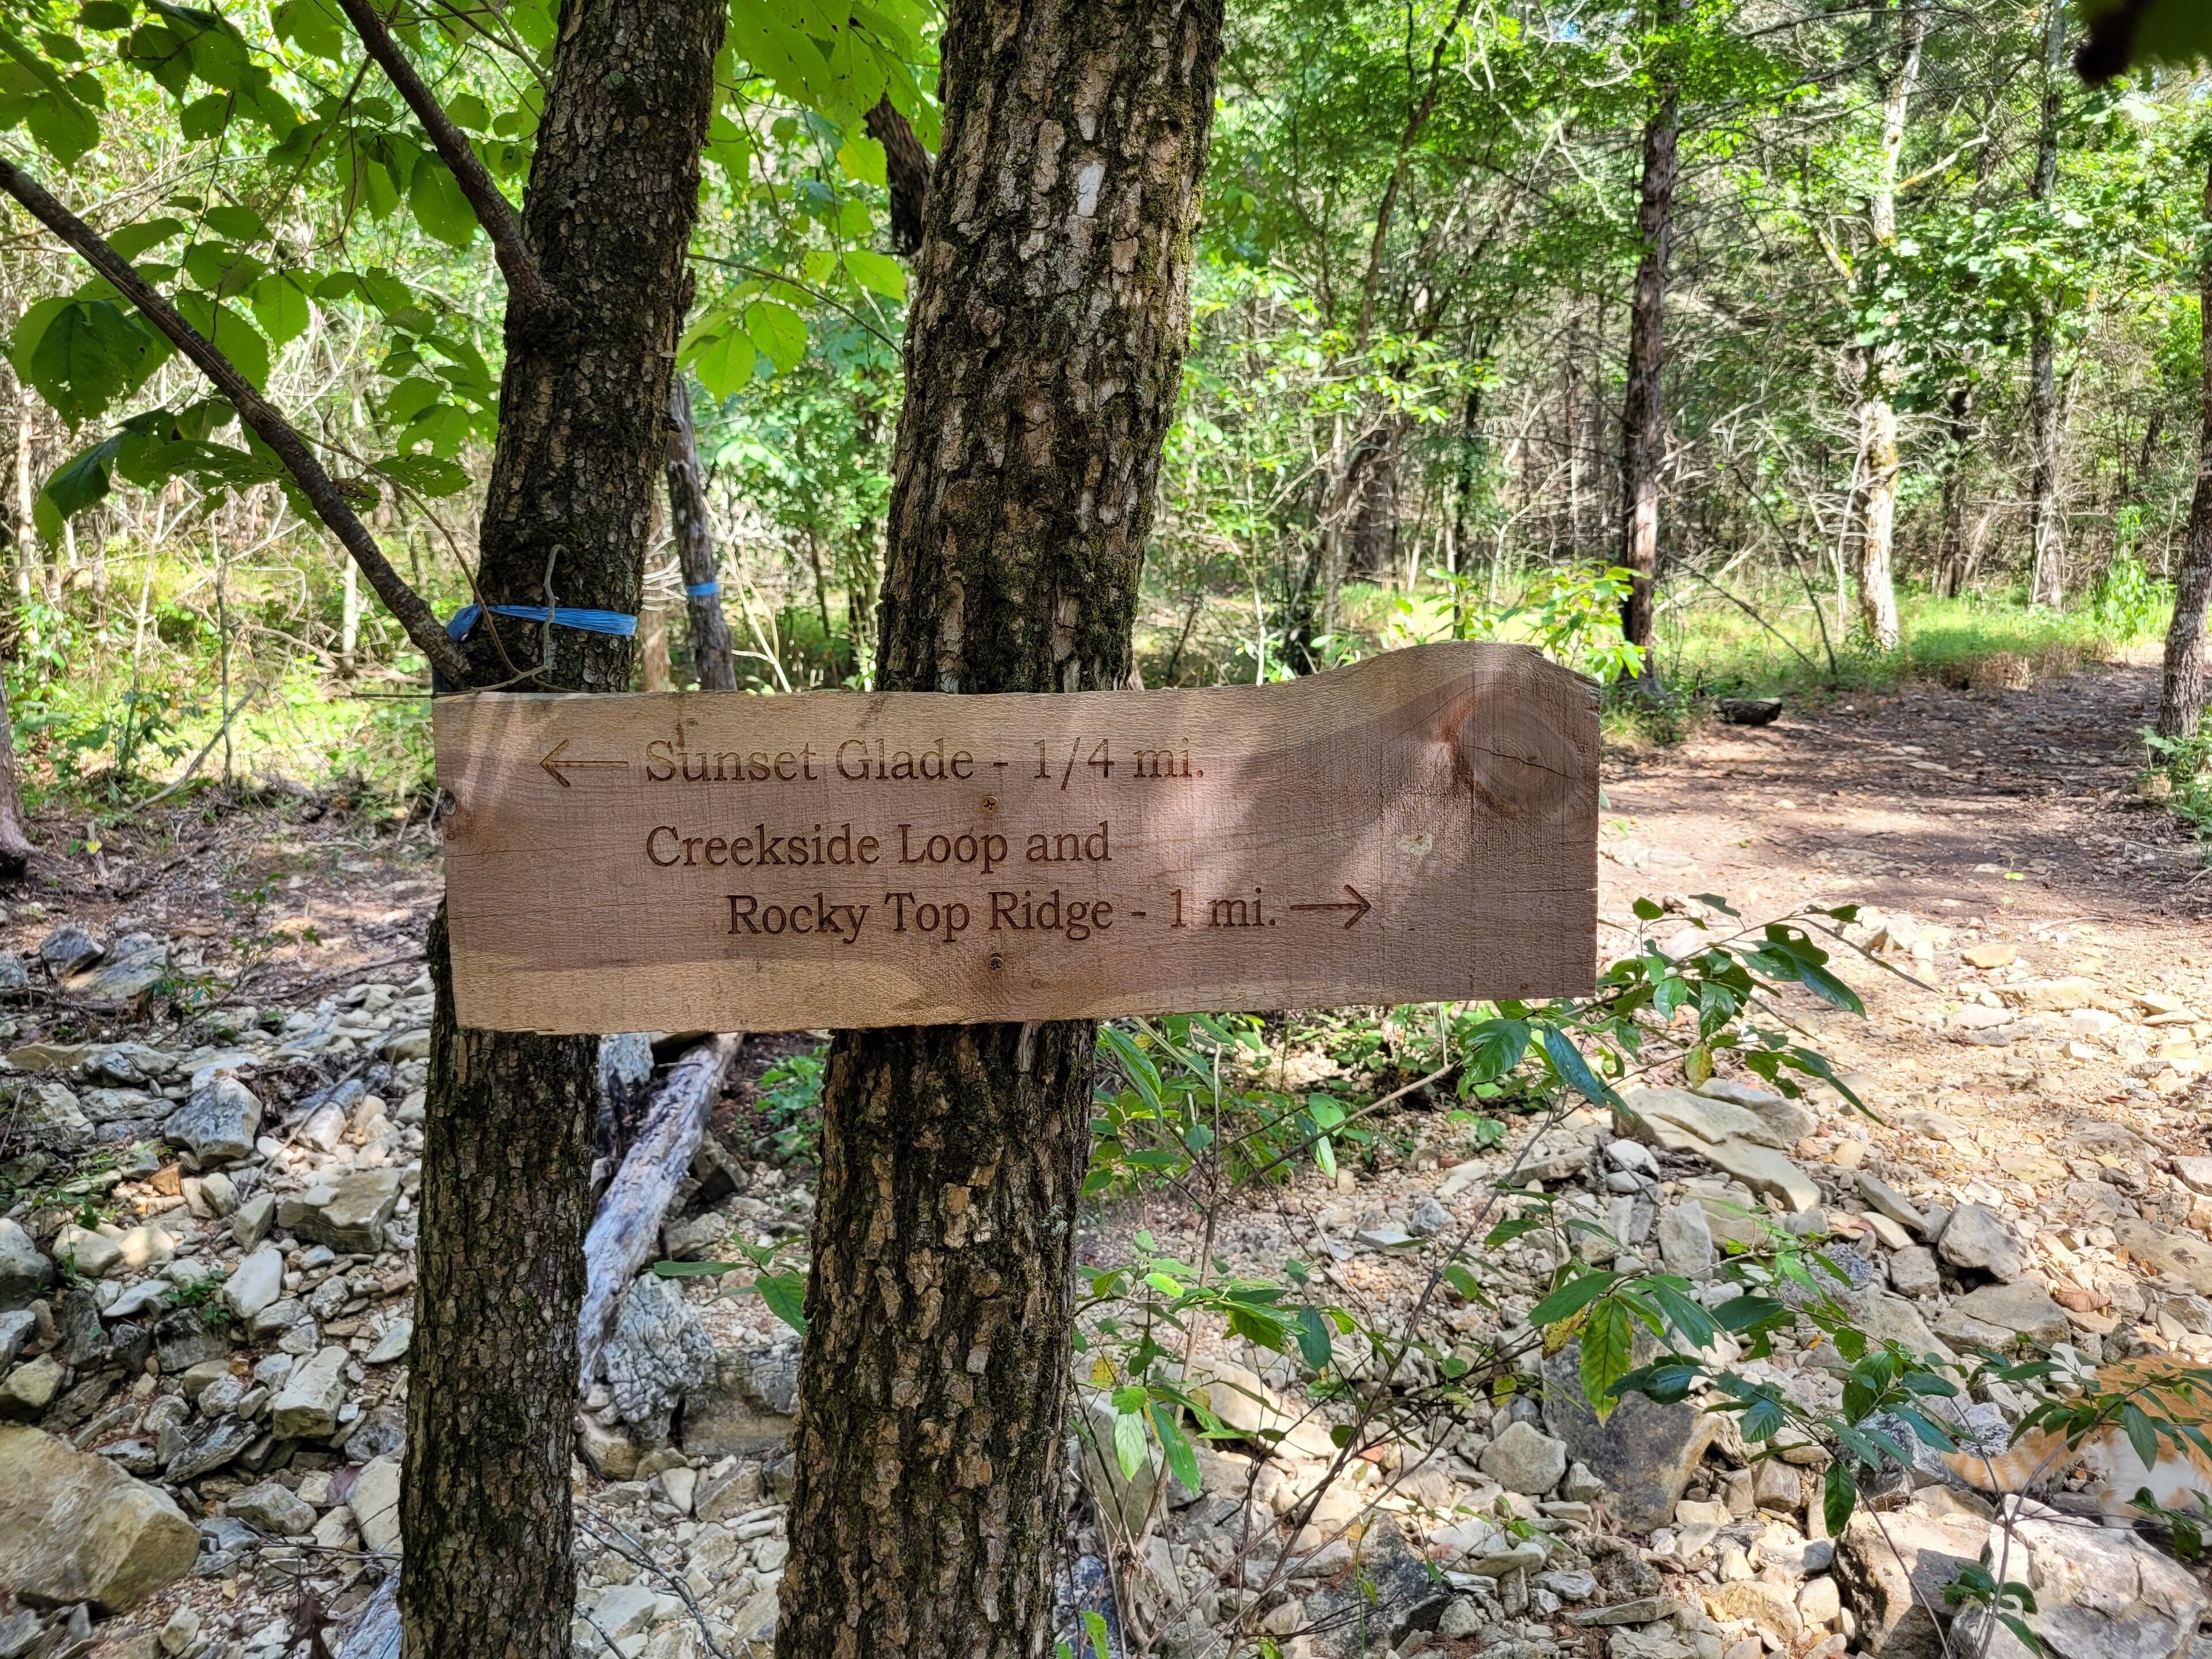 ← Sunset Glade - 1/4 mi.
Creekside Loop and
Rocky Top Ridge - 1 mi. →